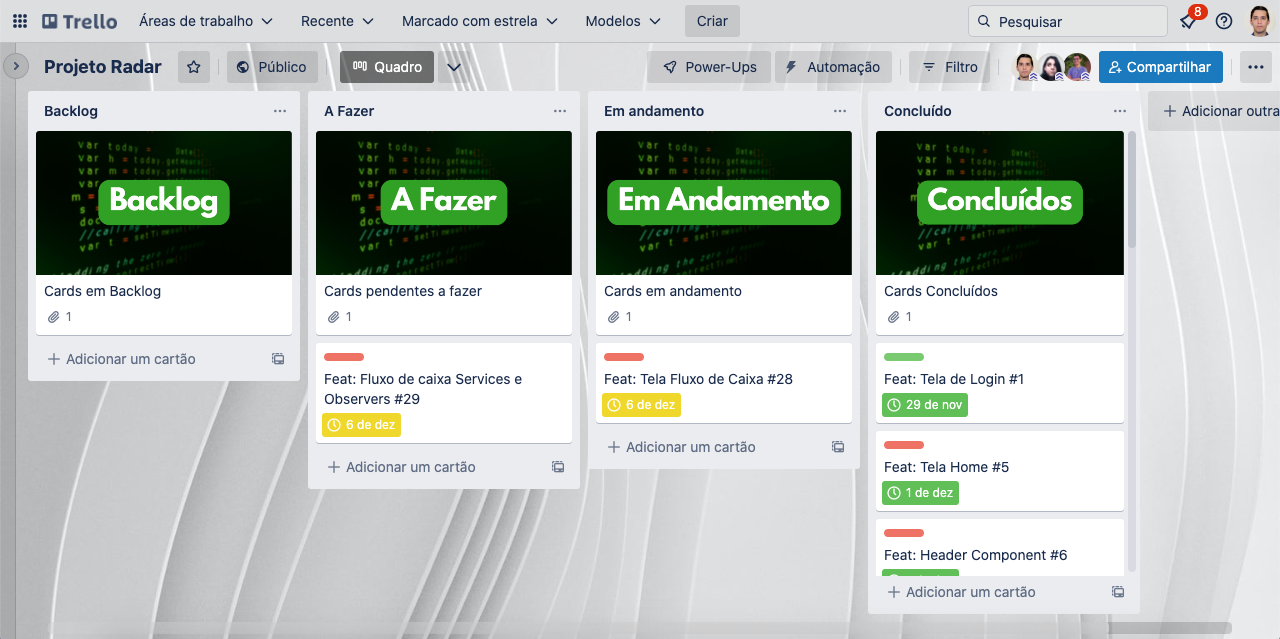 Trello Áreas de trabalho Recente Marcado com estrela Modelos Criar Pesquisar 8
Projeto Radar Público Quadro Power-Ups Automação Filtro Compartilhar
Backlog
Backlog
Cards em Backlog
1
Adicionar um cartão
A Fazer
A Fazer
Cards pendentes a fazer
1
Feat: Fluxo de caixa Services e
Observers #29
6 de dez
Adicionar um cartão
Em andamento
Em Andamento
Cards em andamento
1
Feat: Tela Fluxo de Caixa #28
6 de dez
Adicionar um cartão
Concluído
Concluídos
Cards Concluídos
1
Feat: Tela de Login #1
29 de nov
Feat: Tela Home #5
1 de dez
Feat: Header Component #6
Adicionar um cartão
Adicionar outra